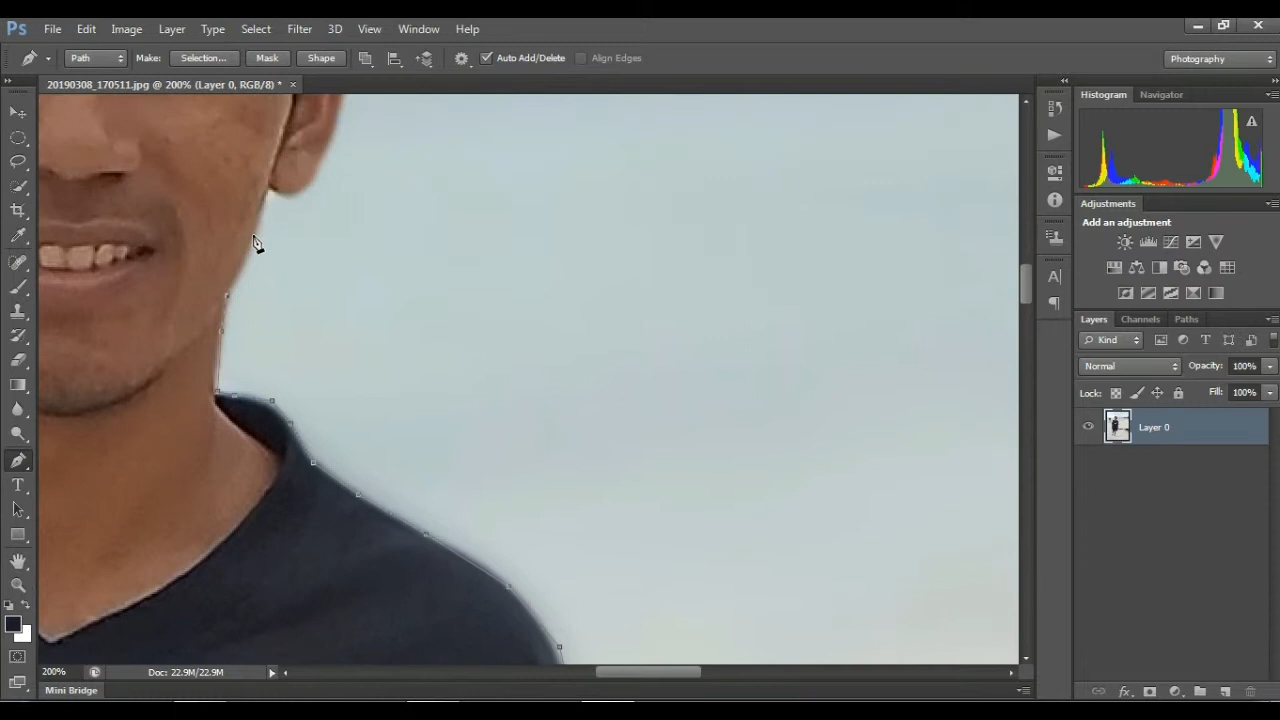 Ps File Edit Image Layer Type Select Filter 3D View Window Help
Path Make: Selection... Mask Shape Auto Add/Delete Align Edges Photography
20190308_170511.jpg @ 200% (Layer 0, RGB/8) * ×
Histogram Navigator
Adjustments
Add an adjustment
Layers Channels Paths
Kind
Normal Opacity: 100%
Lock: Fill: 100%
Layer 0
200% Doc: 22.9M/22.9M
Mini Bridge